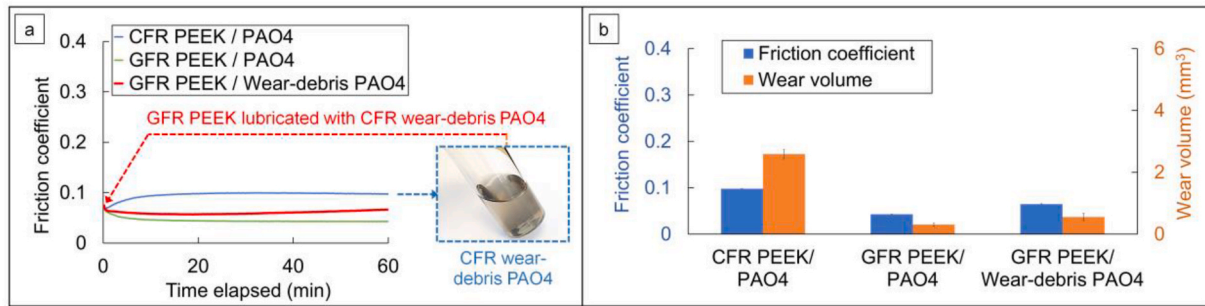 a
0.4
0.3
0.2
0.1
0
Friction coefficient
CFR PEEK / PAO4
GFR PEEK / PAO4
GFR PEEK / Wear-debris PAO4
GFR PEEK lubricated with CFR wear-debris PAO4
0 20 40 60
Time elapsed (min)
CFR wear-
debris PAO4
b
0.4
0.3
0.2
0.1
0
Friction coefficient
Friction coefficient
Wear volume
6
4
2
0
Wear volume (mm³)
CFR PEEK/
PAO4
GFR PEEK/
PAO4
GFR PEEK/
Wear-debris PAO4